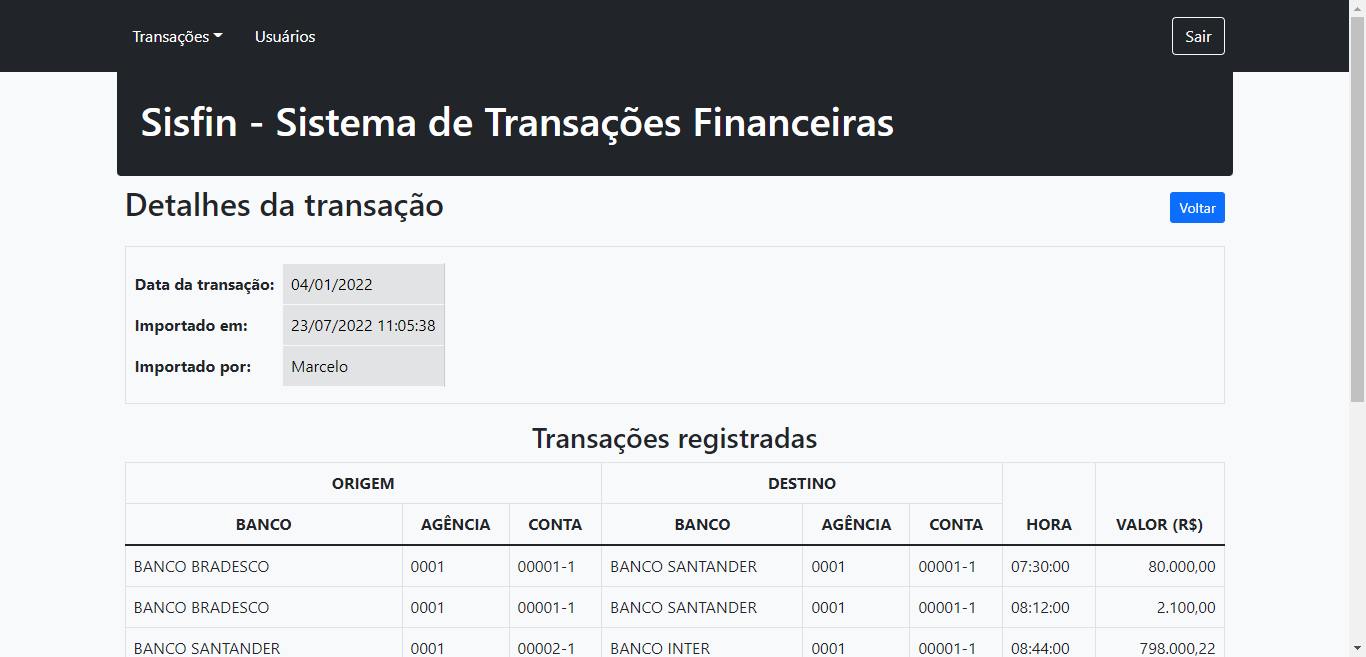 Transações Usuários Sair
Sisfin - Sistema de Transações Financeiras
Detalhes da transação Voltar
Data da transação: 04/01/2022
Importado em: 23/07/2022 11:05:38
Importado por: Marcelo
Transações registradas
ORIGEM DESTINO
BANCO AGÊNCIA CONTA BANCO AGÊNCIA CONTA HORA VALOR (R$)
BANCO BRADESCO 0001 00001-1 BANCO SANTANDER 0001 00001-1 07:30:00 80.000,00
BANCO BRADESCO 0001 00001-1 BANCO SANTANDER 0001 00001-1 08:12:00 2.100,00
BANCO SANTANDER 0001 00002-1 BANCO INTER 0001 00001-1 08:44:00 798.000,22